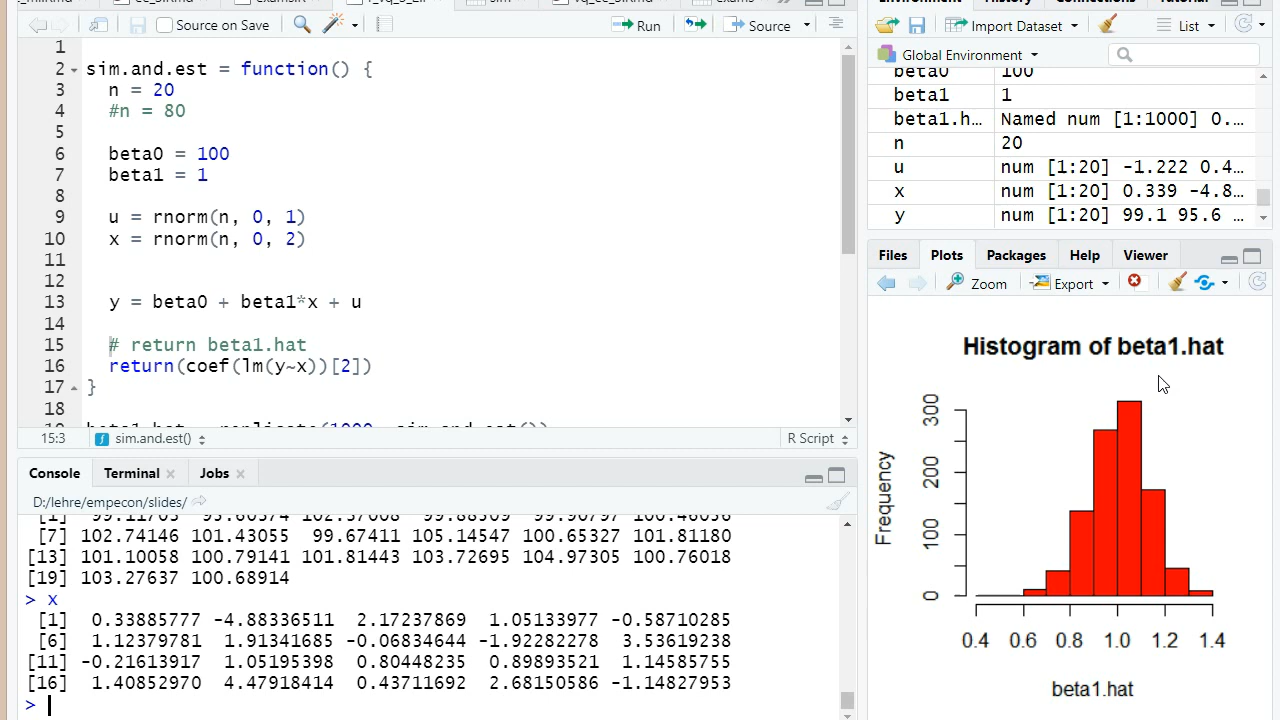 Source on Save
Run
Source
1
2 sim.and.est = function() {
3 n = 20
4 #n = 80
5
6 beta0 = 100
7 beta1 = 1
8
9 u = rnorm(n, 0, 1)
10 x = rnorm(n, 0, 2)
11
12
13 y = beta0 + beta1*x + u
14
15 # return beta1.hat
16 return(coef(lm(y~x))[2])
17 }
18
15:3 sim.and.est() R Script
Console Terminal Jobs
D:/lehre/empecon/slides/
[7] 102.74146 101.43055 99.67411 105.14547 100.65327 101.81180
[13] 101.10058 100.79141 101.81443 103.72695 104.97305 100.76018
[19] 103.27637 100.68914
> x
[1] 0.33885777 -4.88336511 2.17237869 1.05133977 -0.58710285
[6] 1.12379781 1.91341685 -0.06834644 -1.92282278 3.53619238
[11] -0.21613917 1.05195398 0.80448235 0.89893521 1.14585755
[16] 1.40852970 4.47918414 0.43711692 2.68150586 -1.14827953
>
Import Dataset List
Global Environment
beta0 100
beta1 1
beta1.h… Named num [1:1000] 0.…
n 20
u num [1:20] -1.222 0.4…
x num [1:20] 0.339 -4.8…
y num [1:20] 99.1 95.6 …
Files Plots Packages Help Viewer
Zoom Export
Histogram of beta1.hat
Frequency
300
200
100
0
0.4 0.6 0.8 1.0 1.2 1.4
beta1.hat